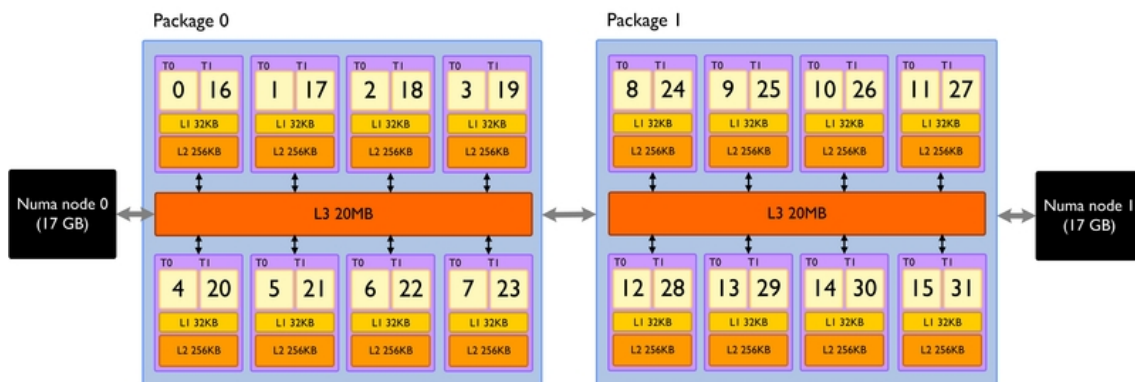 Package 0 Package 1
T0 T1 T0 T1 T0 T1 T0 T1 T0 T1 T0 T1 T0 T1 T0 T1
0 16 1 17 2 18 3 19 8 24 9 25 10 26 11 27
L1 32KB L1 32KB L1 32KB L1 32KB L1 32KB L1 32KB L1 32KB L1 32KB
L2 256KB L2 256KB L2 256KB L2 256KB L2 256KB L2 256KB L2 256KB L2 256KB
Numa node 0 L3 20MB L3 20MB Numa node 1
(17 GB) (17 GB)
T0 T1 T0 T1 T0 T1 T0 T1 T0 T1 T0 T1 T0 T1 T0 T1
4 20 5 21 6 22 7 23 12 28 13 29 14 30 15 31
L1 32KB L1 32KB L1 32KB L1 32KB L1 32KB L1 32KB L1 32KB L1 32KB
L2 256KB L2 256KB L2 256KB L2 256KB L2 256KB L2 256KB L2 256KB L2 256KB